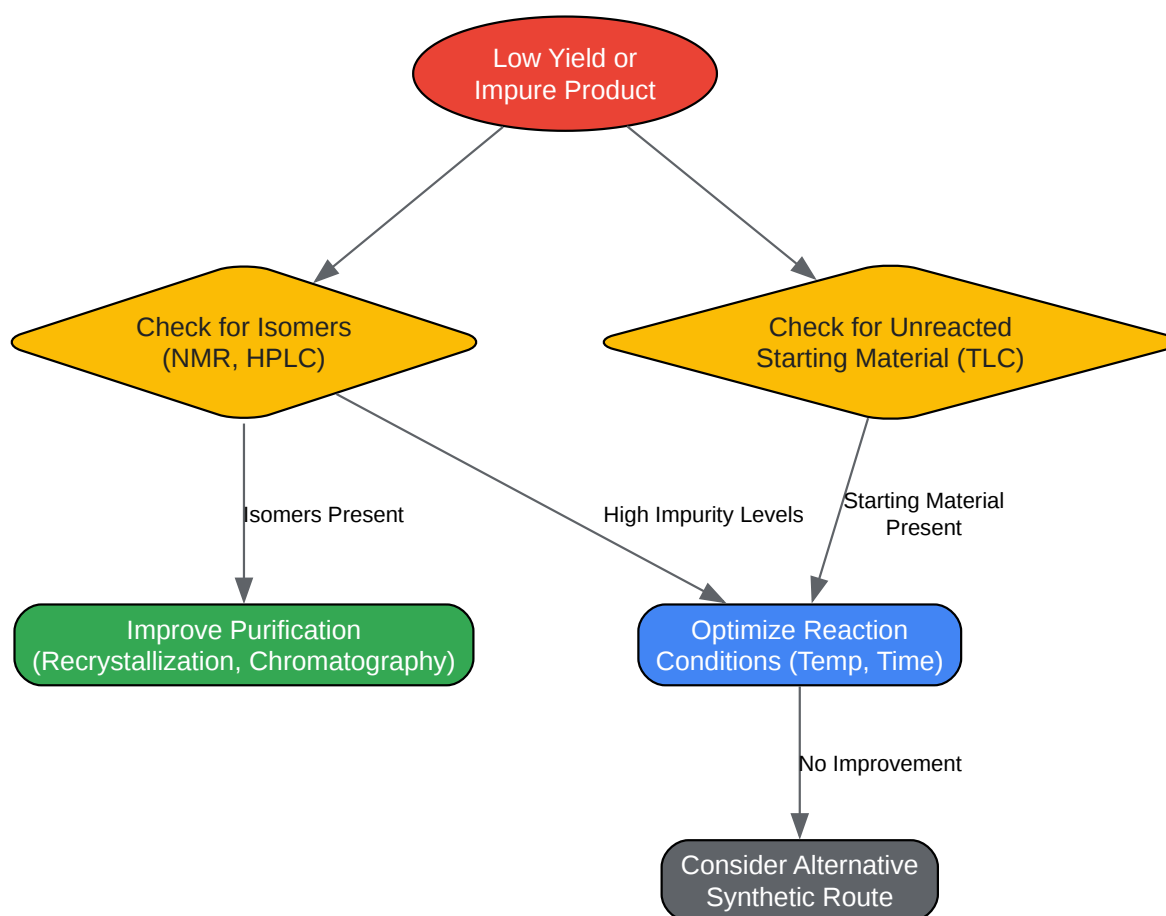 Low Yield or
Impure Product
Check for Isomers
(NMR, HPLC)
Check for Unreacted
Starting Material (TLC)
Isomers Present
High Impurity Levels
Starting Material
Present
Improve Purification
(Recrystallization, Chromatography)
Optimize Reaction
Conditions (Temp, Time)
No Improvement
Consider Alternative
Synthetic Route